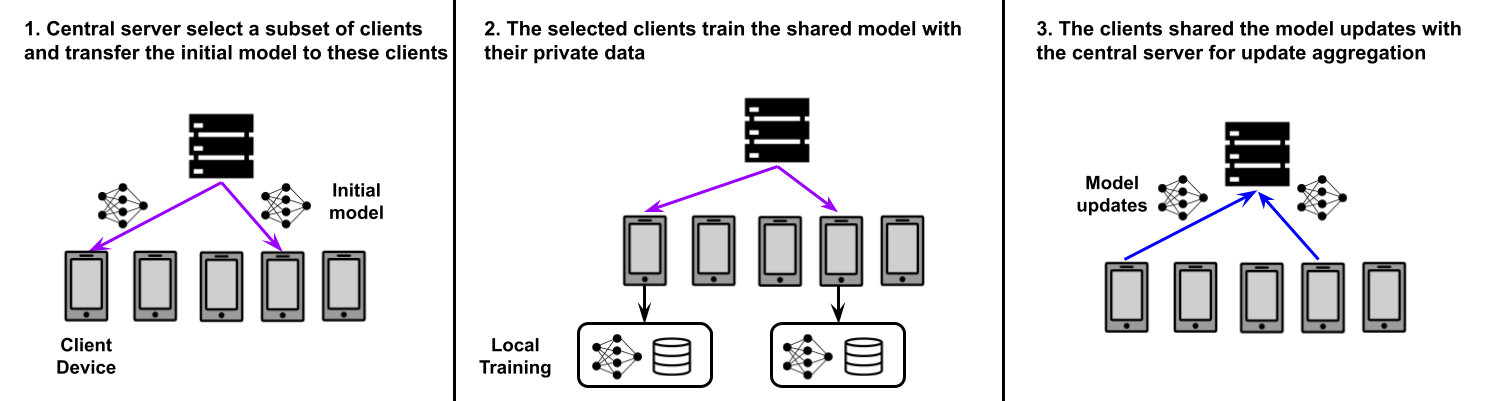 1. Central server select a subset of clients
and transfer the initial model to these clients
Initial
model
Client
Device
2. The selected clients train the shared model with
their private data
Local
Training
3. The clients shared the model updates with
the central server for update aggregation
Model
updates